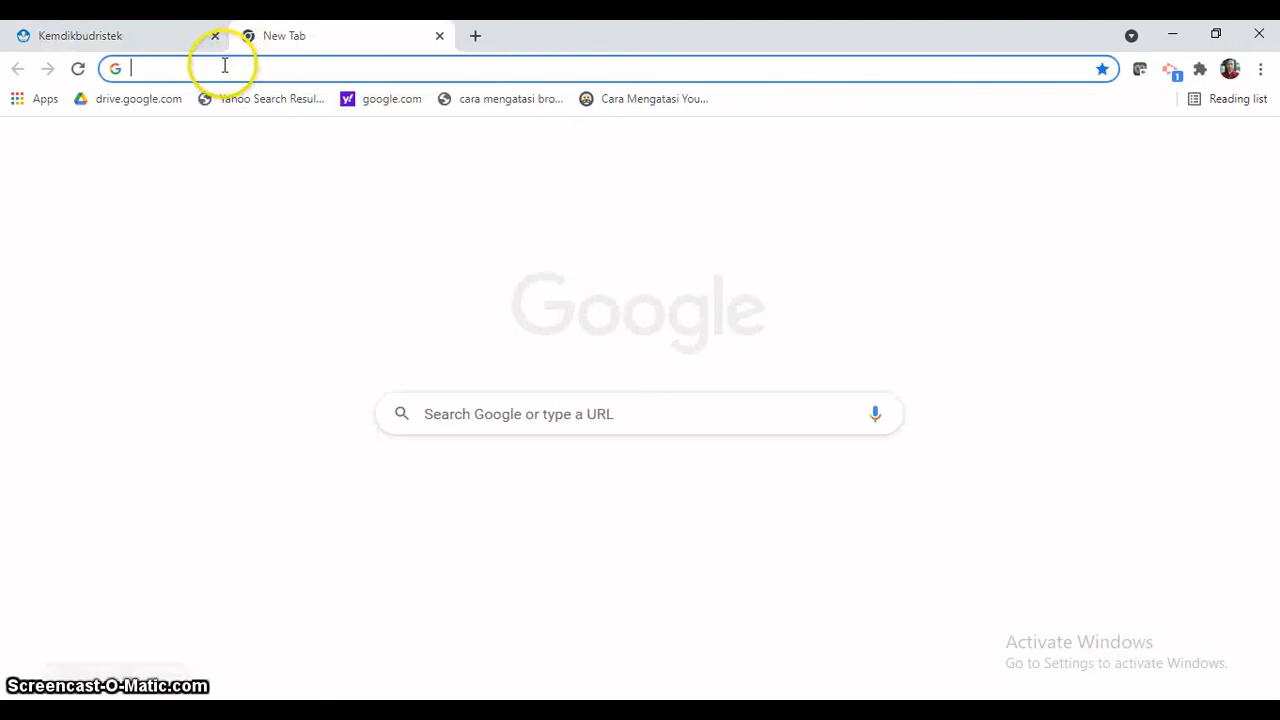 Kemdikbudristek
New Tab
Apps
drive.google.com
Yahoo Search Resul...
google.com
cara mengatasi bro...
Cara Mengatasi You...
Reading list
1
Google
Search Google or type a URL
Activate Windows
Go to Settings to activate Windows.
Screencast-O-Matic.com